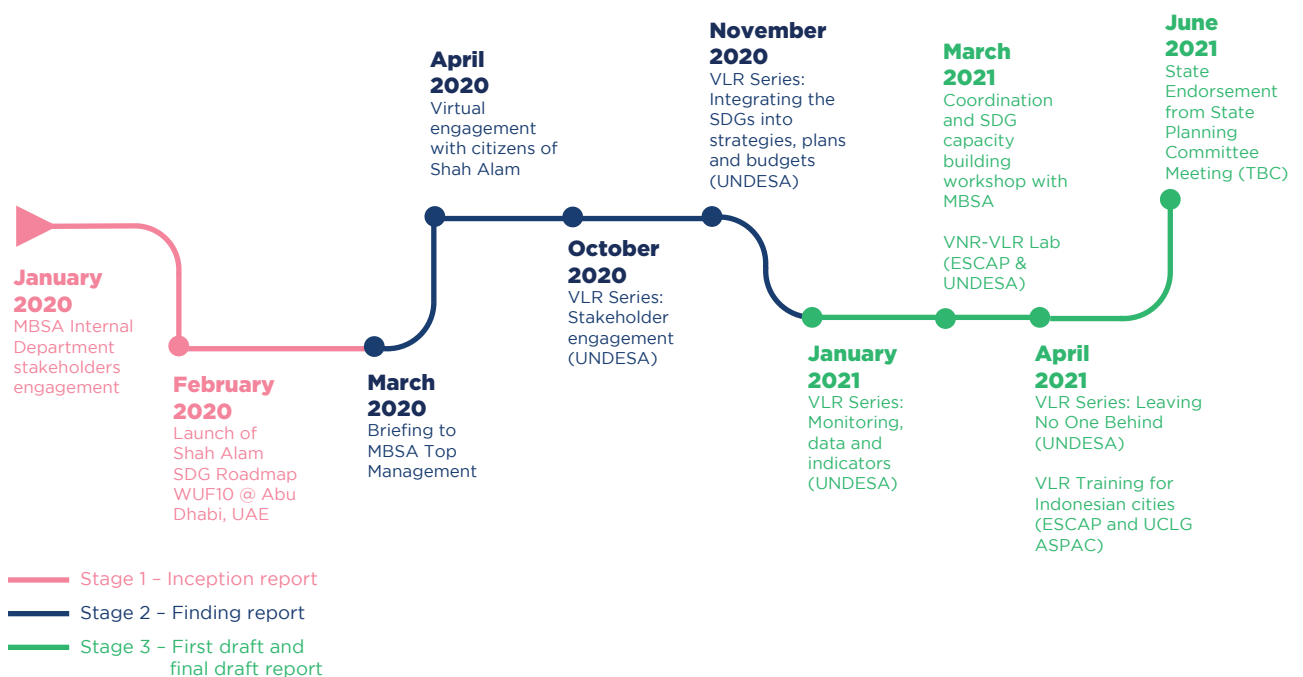 January
2020
MBSA Internal
Department
stakeholders
engagement
February
2020
Launch of
Shah Alam
SDG Roadmap
WUF10 @ Abu
Dhabi, UAE
March
2020
Briefing to
MBSA Top
Management
April
2020
Virtual
engagement
with citizens of
Shah Alam
October
2020
VLR Series:
Stakeholder
engagement
(UNDESA)
November
2020
VLR Series:
Integrating the
SDGs into
strategies, plans
and budgets
(UNDESA)
January
2021
VLR Series:
Monitoring,
data and
indicators
(UNDESA)
March
2021
Coordination
and SDG
capacity
building
workshop with
MBSA
VNR-VLR Lab
(ESCAP &
UNDESA)
April
2021
VLR Series: Leaving
No One Behind
(UNDESA)
VLR Training for
Indonesian cities
(ESCAP and UCLG
ASPAC)
June
2021
State
Endorsement
from State
Planning
Committee
Meeting (TBC)
Stage 1 – Inception report
Stage 2 – Finding report
Stage 3 – First draft and
final draft report